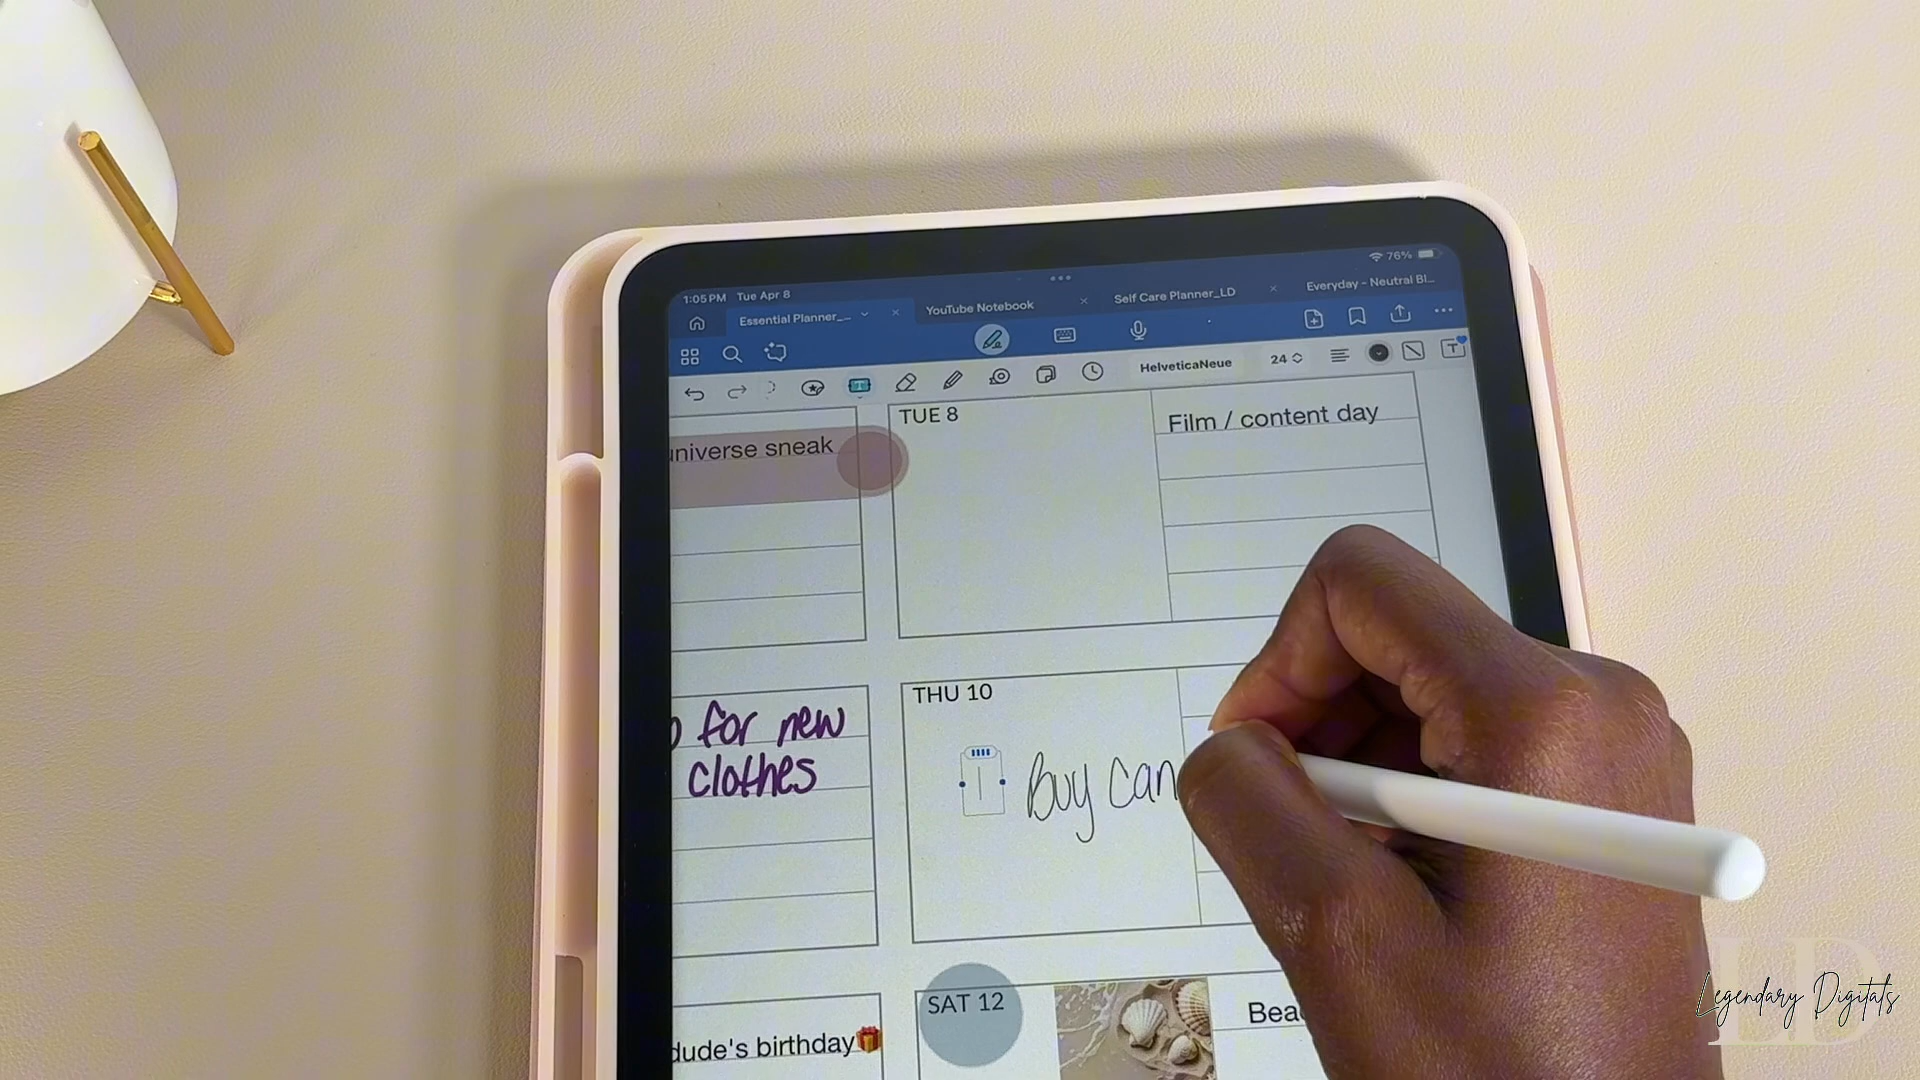 1:05 PM Tue Apr 8
76%
Essential Planner_...
YouTube Notebook
Self Care Planner_LD
Everyday - Neutral Bl...
HelveticaNeue
24
universe sneak
TUE 8
Film / content day
for new
clothes
THU 10
Buy can
dude's birthday🎁
SAT 12
Bea
LD
Legendary Digitals